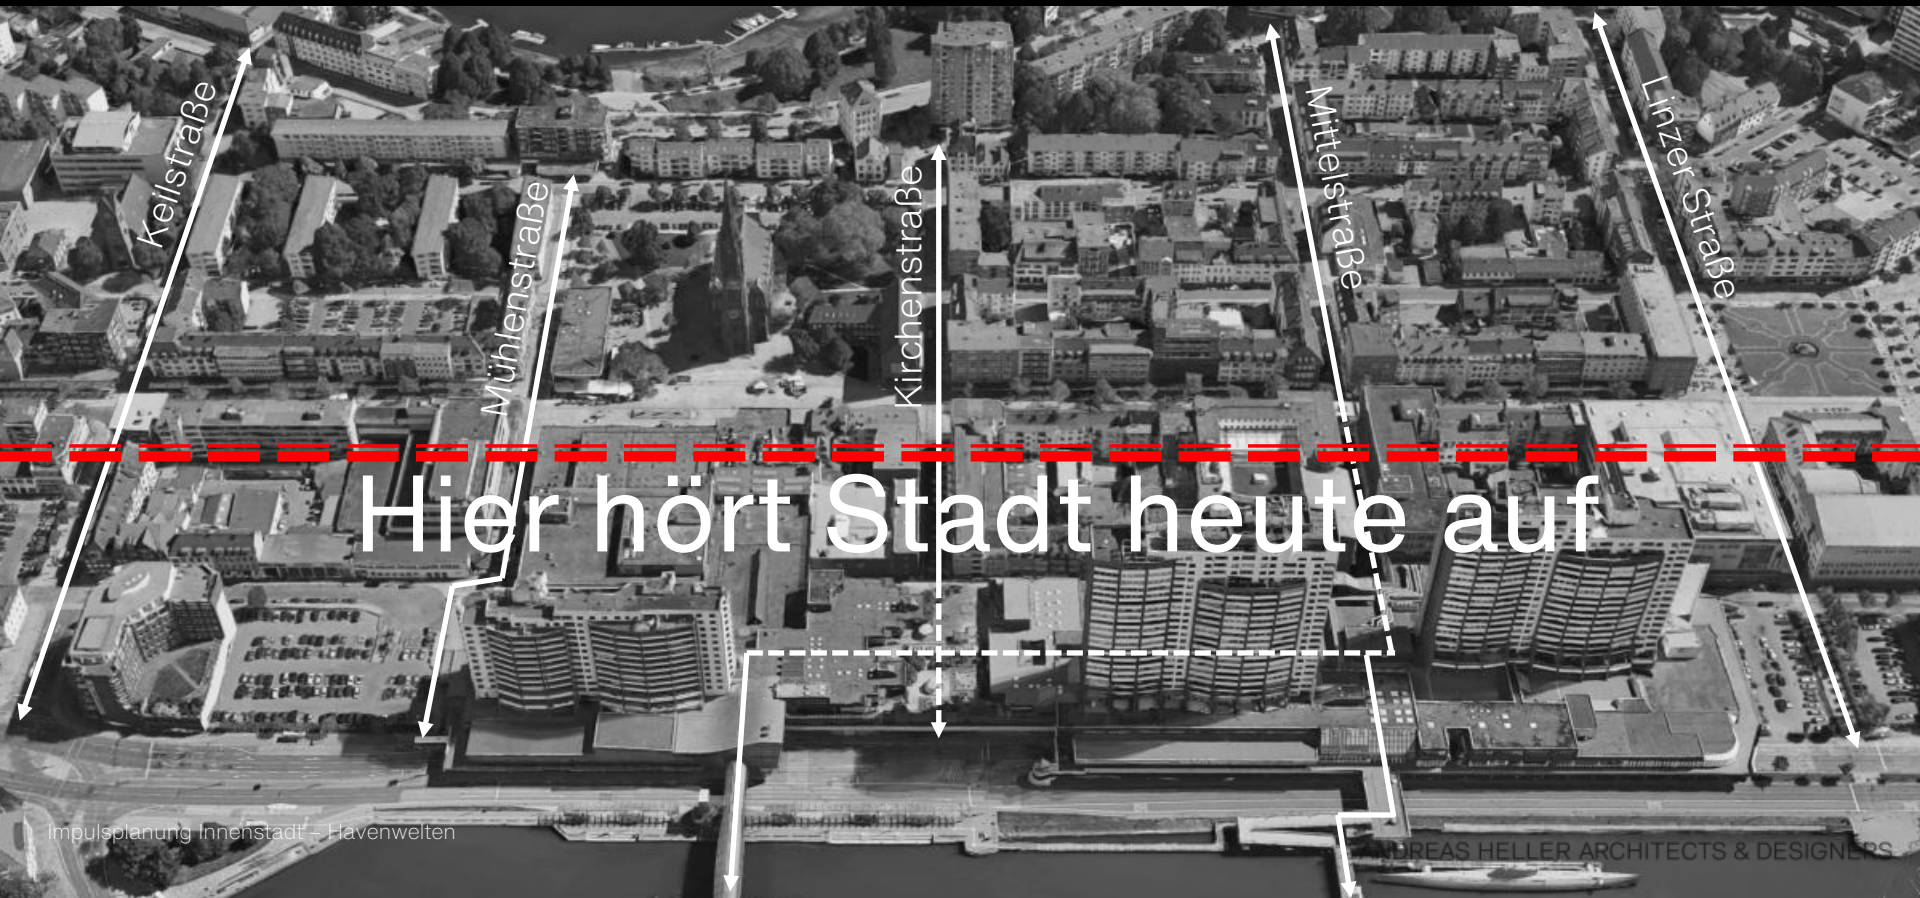 Keilstraße
Mühlenstraße
Kirchenstraße
Mittelstraße
Linzer Straße
Hier hört Stadt heute auf
Impulsplanung Innenstadt – Havenwelten
ANDREAS HELLER ARCHITECTS & DESIGNERS